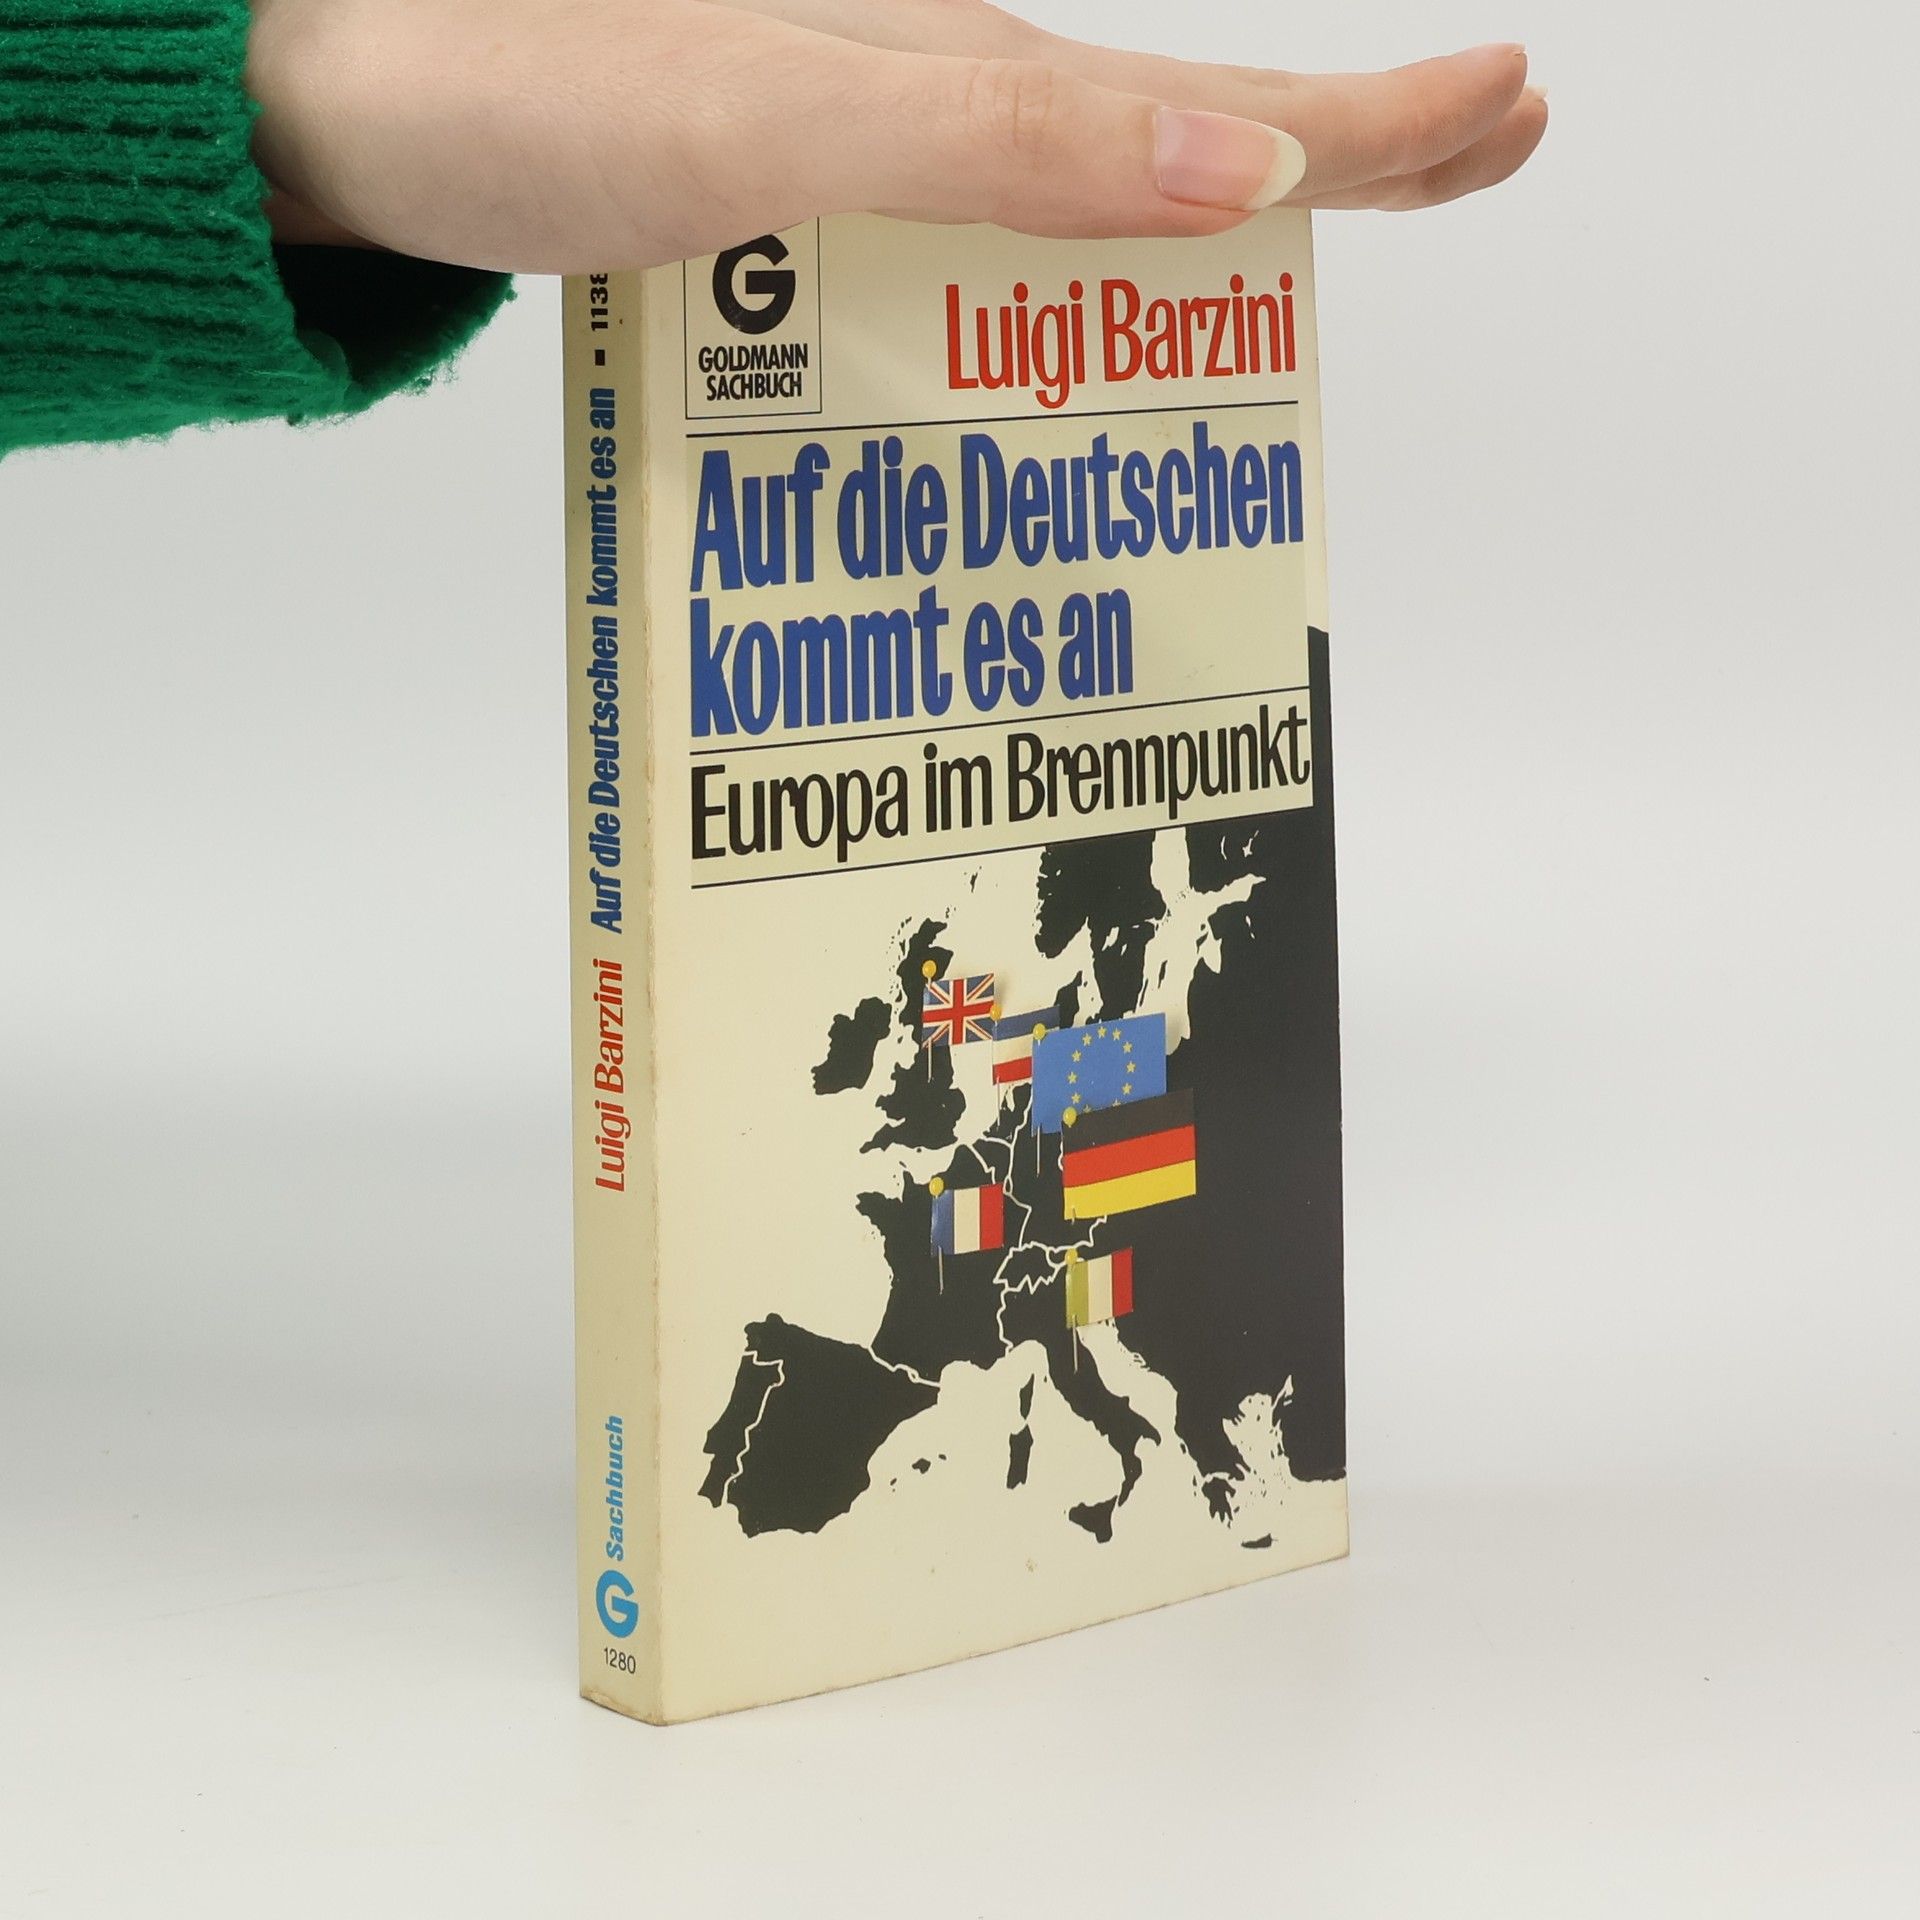 G
GOLDMANN
SACHBUCH
Luigi Barzini
Auf die Deutschen
kommt es an
Europa im Brennpunkt
Luigi Barzini Auf die Deutschen kommt es an
G Sachbuch
1280